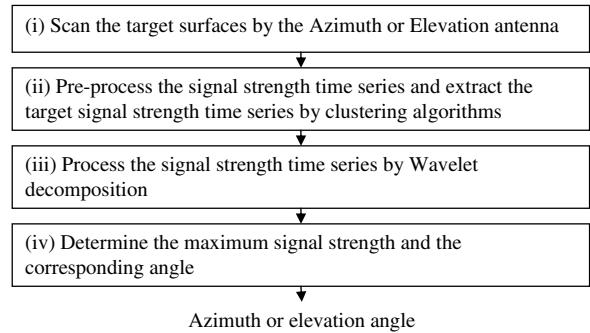 (i) Scan the target surfaces by the Azimuth or Elevation antenna
(ii) Pre-process the signal strength time series and extract the
target signal strength time series by clustering algorithms
(iii) Process the signal strength time series by Wavelet
decomposition
(iv) Determine the maximum signal strength and the
corresponding angle
Azimuth or elevation angle